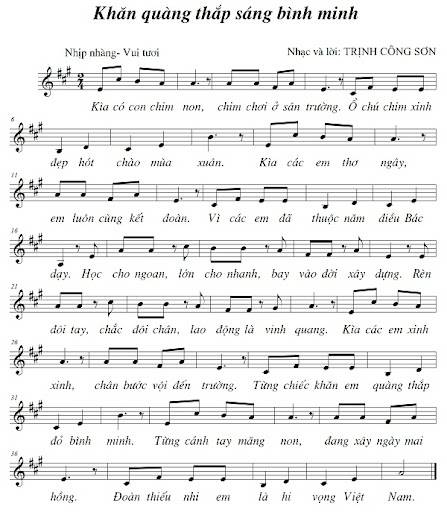 Khăn quàng thắp sáng bình minh
Nhịp nhàng- Vui tươi
Nhạc và lời: TRỊNH CÔNG SƠN
2
4
Kìa có con chim non, chim chơi ở sân trường. Ồ chú chim xinh
6
đẹp hót chào mùa xuân. Kìa các em thơ ngây,
11
em luôn cùng kết đoàn. Vì các em đã thuộc năm điều Bác
16
dạy. Học cho ngoan, lớn cho nhanh, bay vào đời xây dựng. Rèn
21
đôi tay, chắc đôi chân, lao động là vinh quang. Kìa các em xinh
26
xinh, chân bước vội đến trường. Từng chiếc khăn em quàng thắp
31
đỏ bình minh. Từng cánh tay măng non, đang xây ngày mai
36
hồng. Đoàn thiếu nhi em là hi vọng Việt Nam.